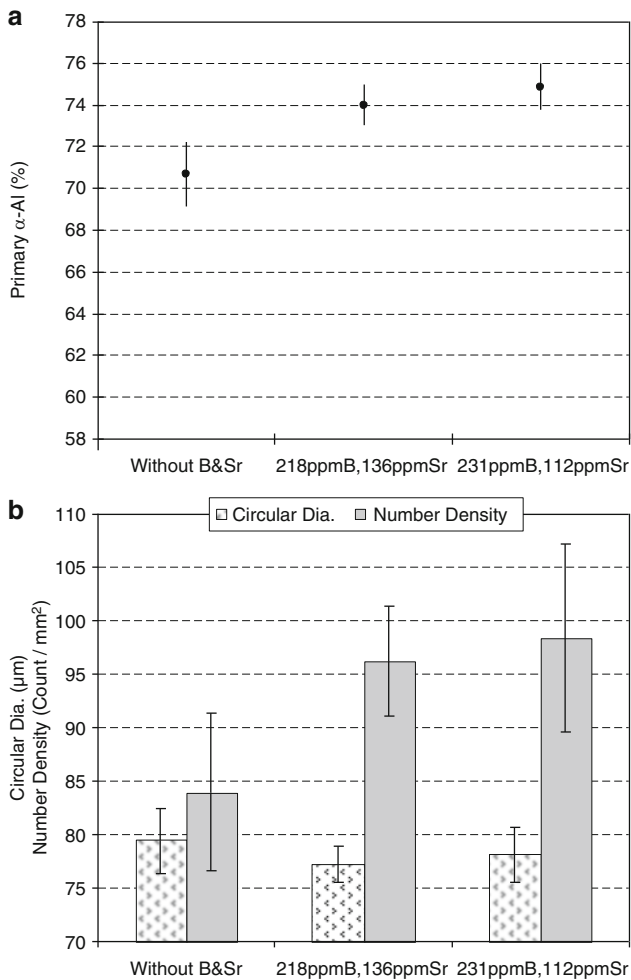 a
Primary α-Al (%)
78
76
74
72
70
68
66
64
62
60
58
Without B&Sr 218ppmB,136ppmSr 231ppmB,112ppmSr
b
Circular Dia. Number Density
Circular Dia. (μm)
Number Density (Count / mm²)
110
105
100
95
90
85
80
75
70
Without B&Sr 218ppmB,136ppmSr 231ppmB,112ppmSr